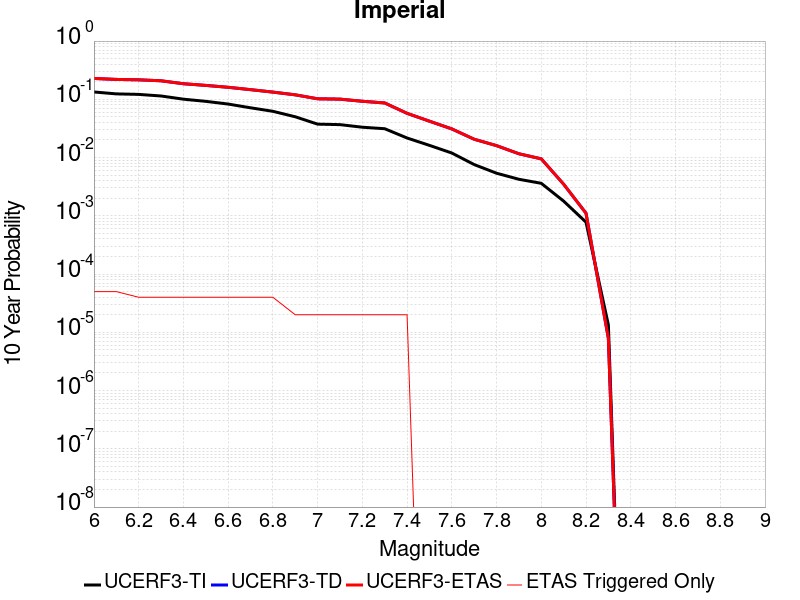 Imperial
10^0
10^-1
10^-2
10^-3
10^-4
10^-5
10^-6
10^-7
10^-8
10 Year Probability
6 6.2 6.4 6.6 6.8 7 7.2 7.4 7.6 7.8 8 8.2 8.4 8.6 8.8 9
Magnitude
UCERF3-TI UCERF3-TD UCERF3-ETAS ETAS Triggered Only